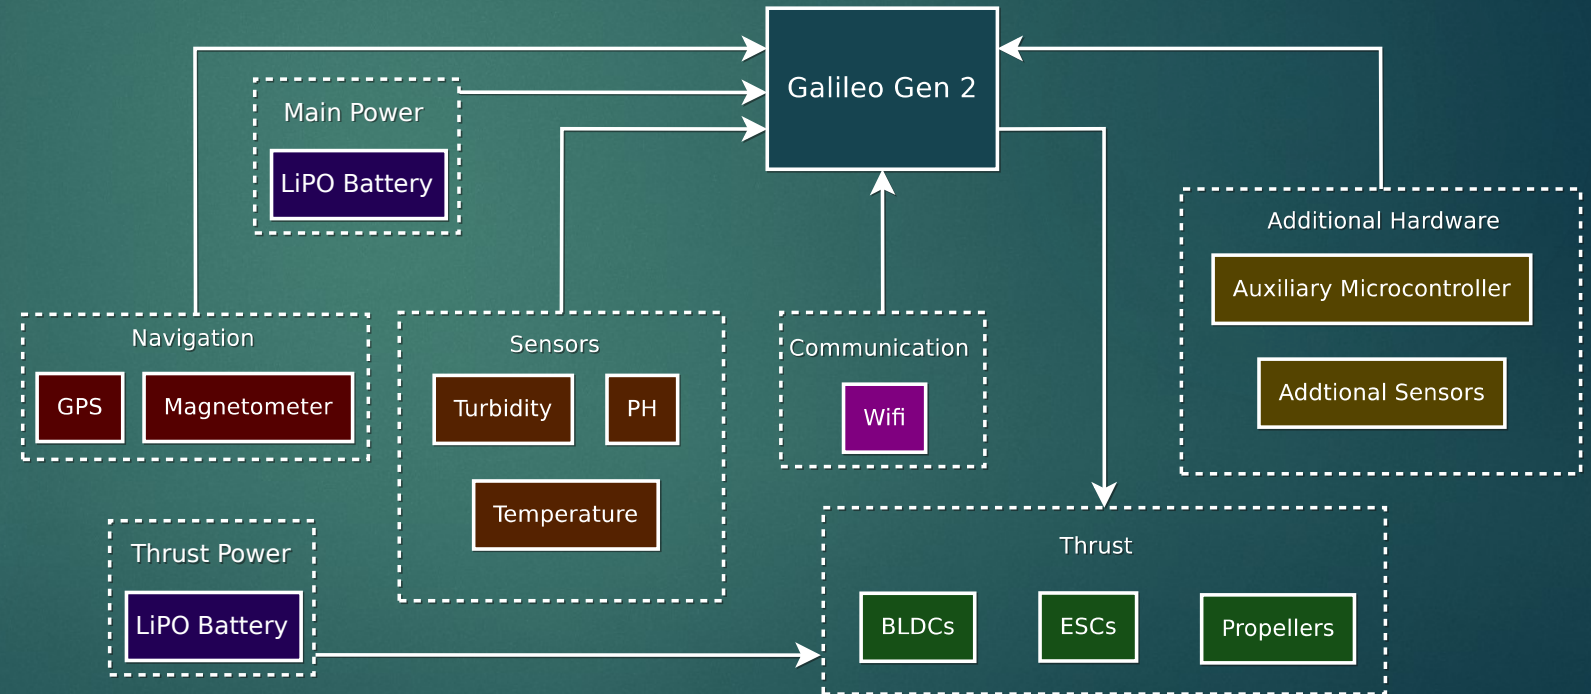 Galileo Gen 2
Main Power
LiPO Battery
Additional Hardware
Auxiliary Microcontroller
Addtional Sensors
Navigation
GPS
Magnetometer
Sensors
Turbidity
PH
Temperature
Communication
Wifi
Thrust Power
LiPO Battery
Thrust
BLDCs
ESCs
Propellers